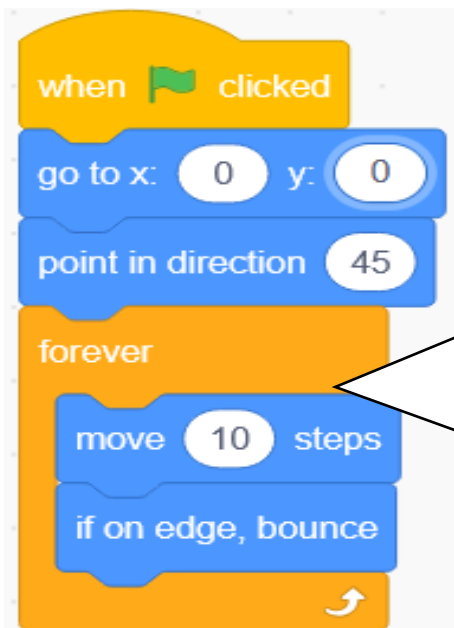 when clicked
go to x: 0 y: 0
point in direction 45
forever
move 10 steps
if on edge, bounce